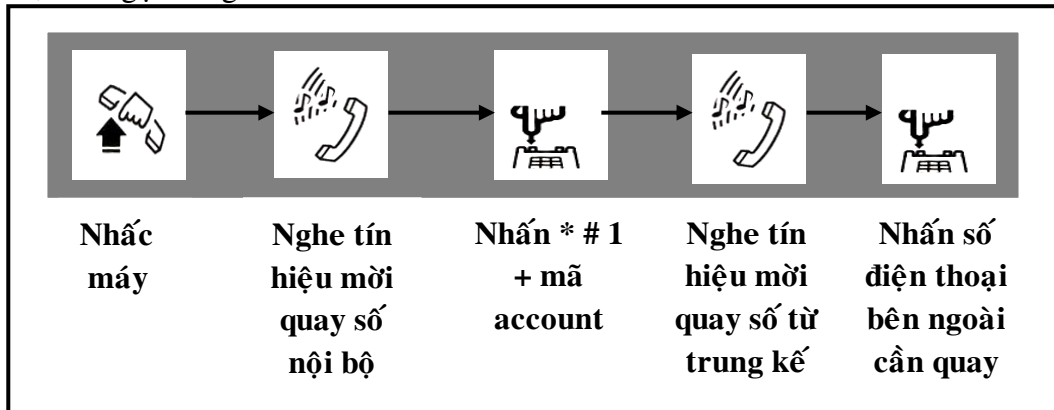 Nhấc
máy
Nghe tín
hiệu mời
quay số
nội bộ
Nhấn * # 1
+ mã
account
Nghe tín
hiệu mời
quay số từ
trung kế
Nhấn số
điện thoại
bên ngoài
cần quay